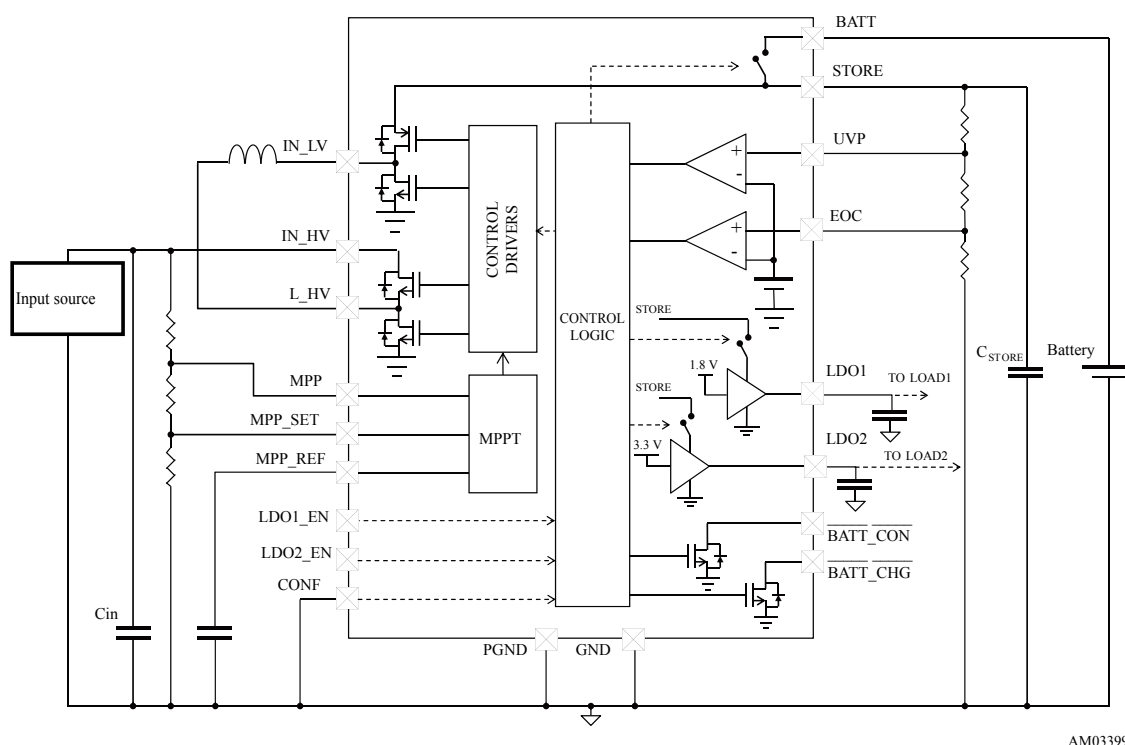 BATT
STORE
UVP
EOC
IN_LV
IN_HV
L_HV
Input source
CONTROL DRIVERS
CONTROL
LOGIC
+
-
+
-
STORE
1.8 V
STORE
3.3 V
MPP
MPP_SET
MPP_REF
MPPT
LDO1_EN
LDO2_EN
CONF
Cin
LDO1
TO LOAD1
LDO2
TO LOAD2
CSTORE
Battery
BATT_CON
BATT_CHG
PGND
GND
AM03399